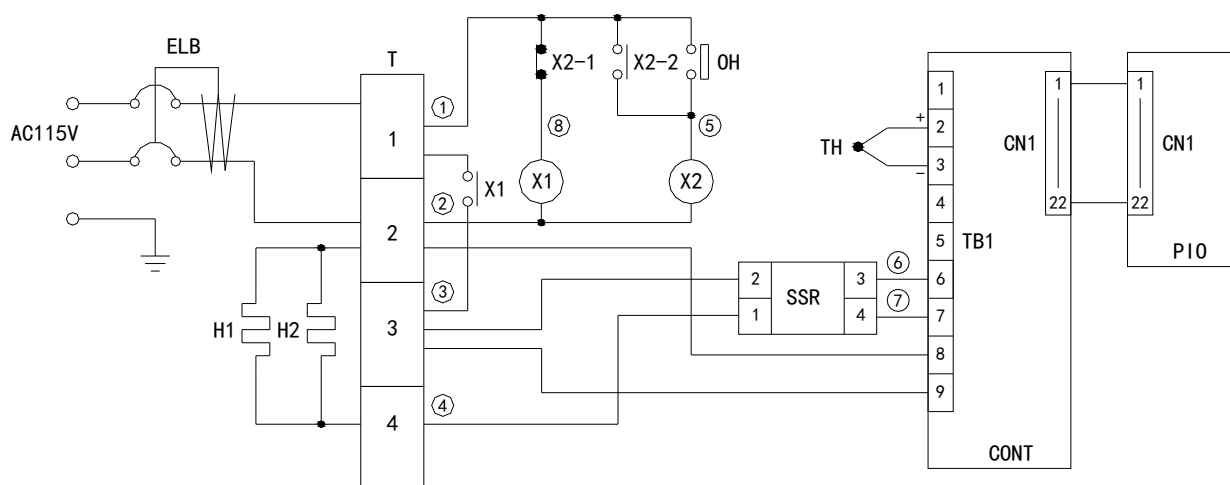 ELB
T
X2-1
X2-2
OH
AC115V
1
2
3
4
①
②
③
④
⑧
⑤
X1
X1
X2
H1
H2
2
1
SSR
3
4
⑥
⑦
TH
+
−
1
2
3
4
5
6
7
8
9
TB1
CONT
1
CN1
22
1
CN1
22
PIO